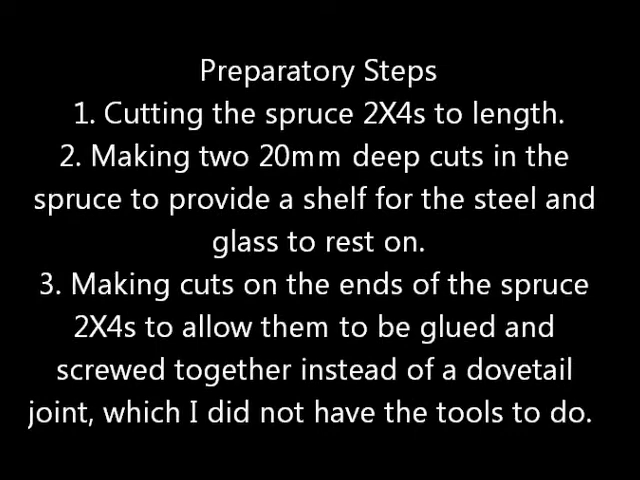 Preparatory Steps
1. Cutting the spruce 2X4s to length.
2. Making two 20mm deep cuts in the
spruce to provide a shelf for the steel and
glass to rest on.
3. Making cuts on the ends of the spruce
2X4s to allow them to be glued and
screwed together instead of a dovetail
joint, which I did not have the tools to do.